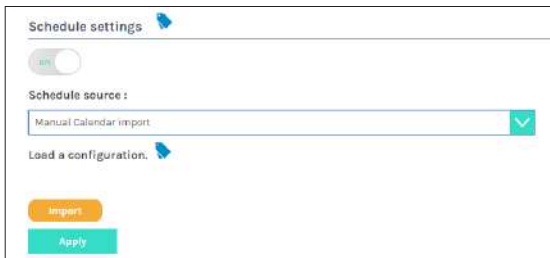 Schedule settings
on
Schedule source :
Manual Calendar import
Load a configuration.
Import
Apply